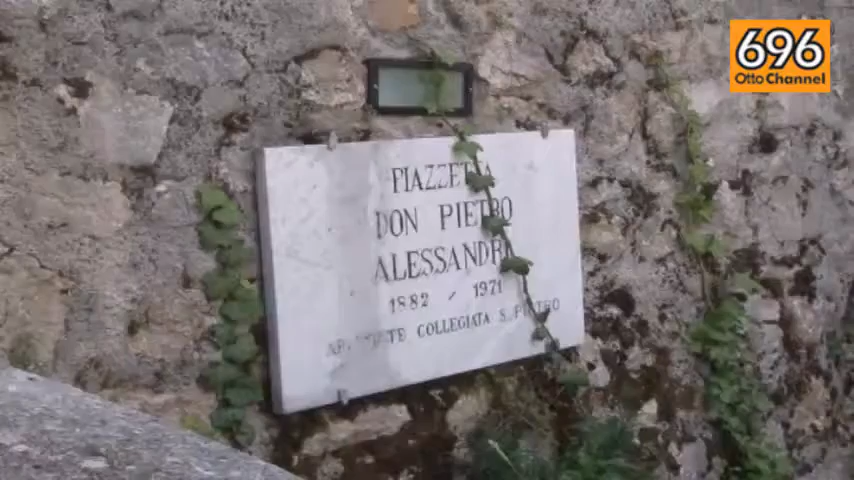 696
Otto Channel
PIAZZETTA
DON PIETRO
ALESSANDRI
1882 / 1971
COLLEGIATA S. PIETRO